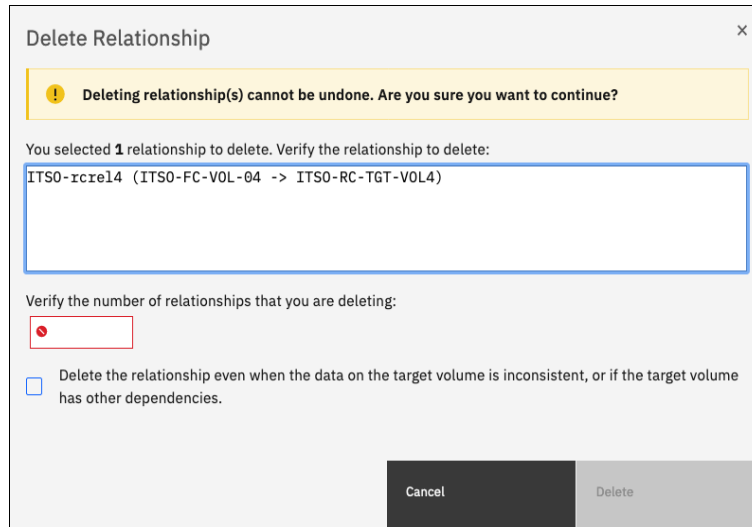 Delete Relationship
Deleting relationship(s) cannot be undone. Are you sure you want to continue?
You selected 1 relationship to delete. Verify the relationship to delete:
ITSO-rcrel4 (ITSO-FC-VOL-04 -> ITSO-RC-TGT-VOL4)
Verify the number of relationships that you are deleting:
Delete the relationship even when the data on the target volume is inconsistent, or if the target volume
has other dependencies.
Cancel
Delete